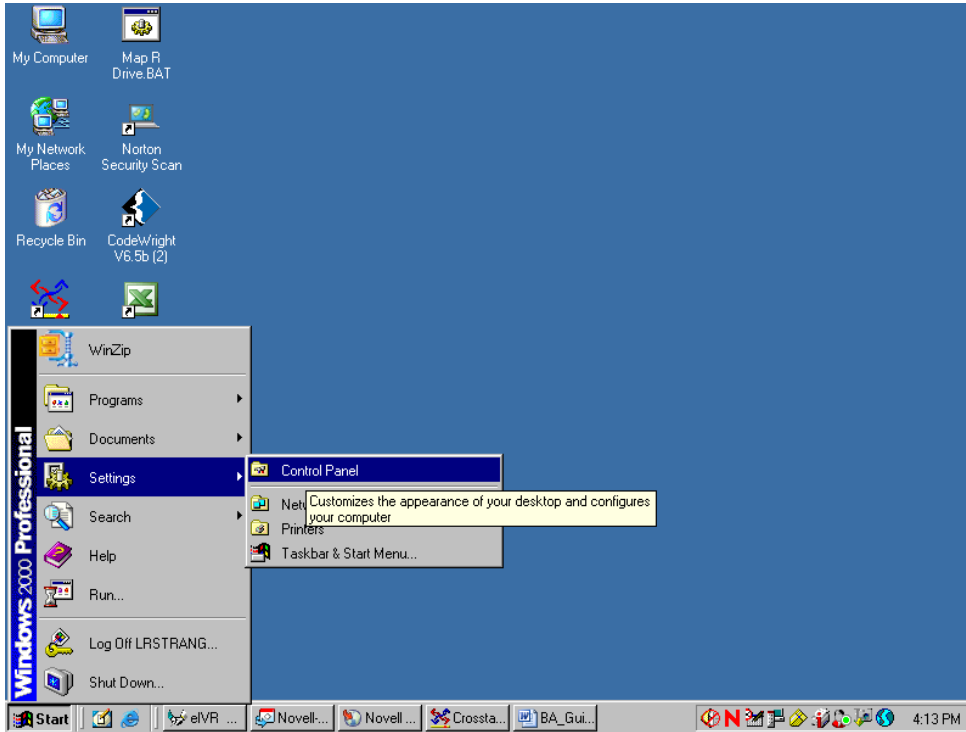 My Computer
Map R
Drive.BAT
My Network
Places
Norton
Security Scan
Recycle Bin
CodeWright
V6.5b (2)
Windows 2000 Professional
WinZip
Programs
Documents
Settings
Search
Help
Run...
Log Off LRSTRANG...
Shut Down...
Control Panel
Netw
Customizes the appearance of your desktop and configures
your computer
Printers
Taskbar & Start Menu...
Start
eIVR ...
Novell-...
Novell ...
Crossta...
BA_Gui...
N
4:13 PM